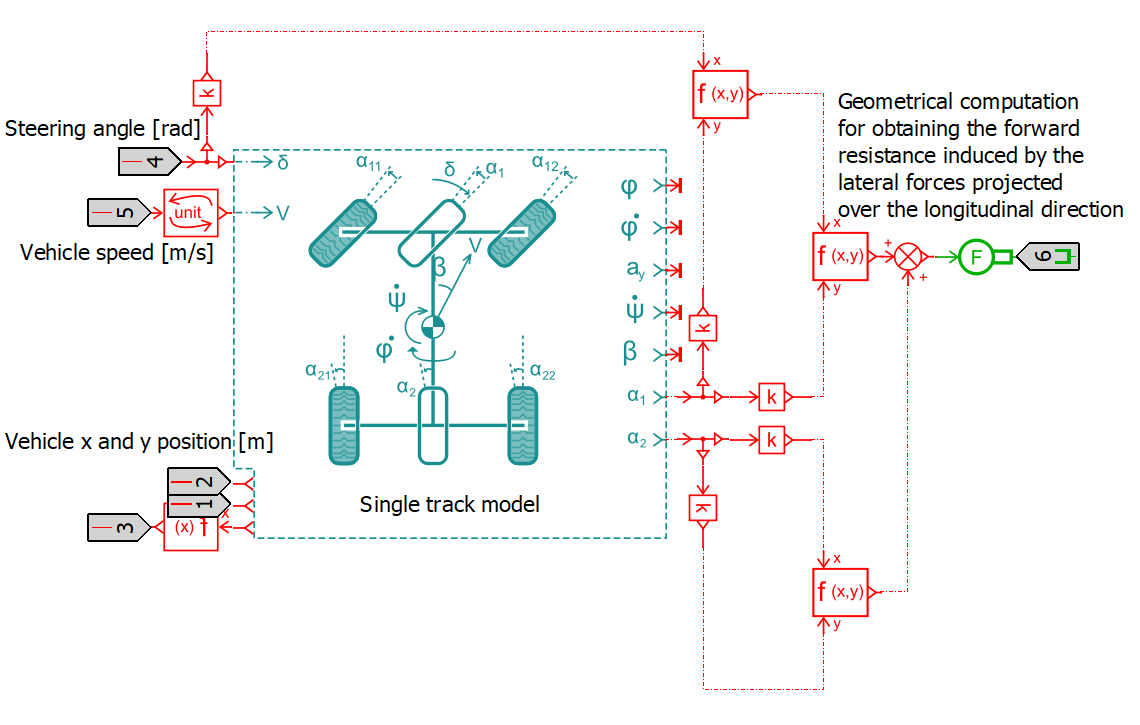 x
k
f (x,y)
y
Geometrical computation
for obtaining the forward
resistance induced by the
lateral forces projected
over the longitudinal direction
Steering angle [rad]
4
δ
α11
δ
α1
α12
5
unit
V
φ
Vehicle speed [m/s]
φ̇
V
x
f (x,y)
y
+
+
F
6
β
ay
ψ̇
ψ̇
k
φ̇
β
α21
α2
α22
α1
k
α2
k
Vehicle x and y position [m]
2
1
3
f (x)
x
Single track model
k
x
f (x,y)
y